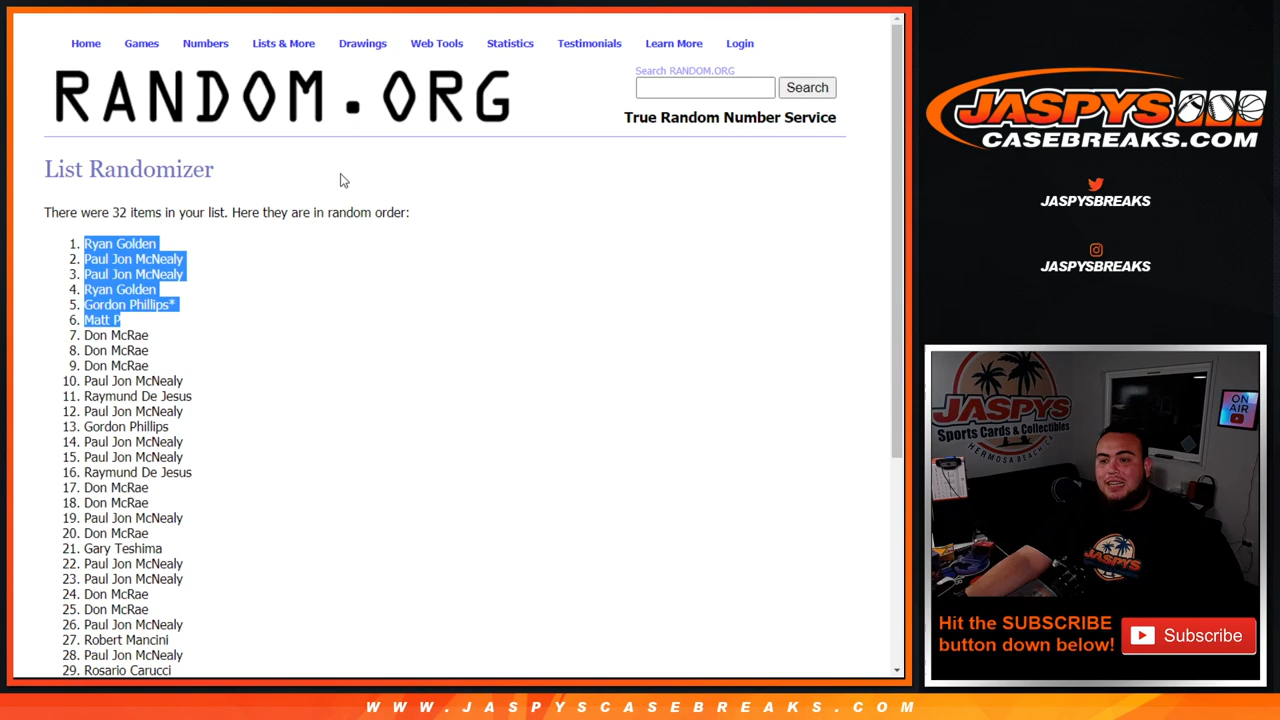 Home Games Numbers Lists & More Drawings Web Tools Statistics Testimonials Learn More Login
RANDOM.ORG
Search RANDOM.ORG
Search
True Random Number Service
List Randomizer
There were 32 items in your list. Here they are in random order:
1. Ryan Golden
2. Paul Jon McNealy
3. Paul Jon McNealy
4. Ryan Golden
5. Gordon Phillips*
6. Matt P
7. Don McRae
8. Don McRae
9. Don McRae
10. Paul Jon McNealy
11. Raymund De Jesus
12. Paul Jon McNealy
13. Gordon Phillips
14. Paul Jon McNealy
15. Paul Jon McNealy
16. Raymund De Jesus
17. Don McRae
18. Don McRae
19. Paul Jon McNealy
20. Don McRae
21. Gary Teshima
22. Paul Jon McNealy
23. Paul Jon McNealy
24. Don McRae
25. Don McRae
26. Paul Jon McNealy
27. Robert Mancini
28. Paul Jon McNealy
29. Rosario Carucci
JASPYS
CASEBREAKS.COM
JASPYSBREAKS
JASPYSBREAKS
JASPYS
Sports Cards & Collectibles
HERMOSA BEACH, CA
ON
AIR
JASPYS
Hit the SUBSCRIBE
button down below!
Subscribe
WWW.JASPYSCASEBREAKS.COM